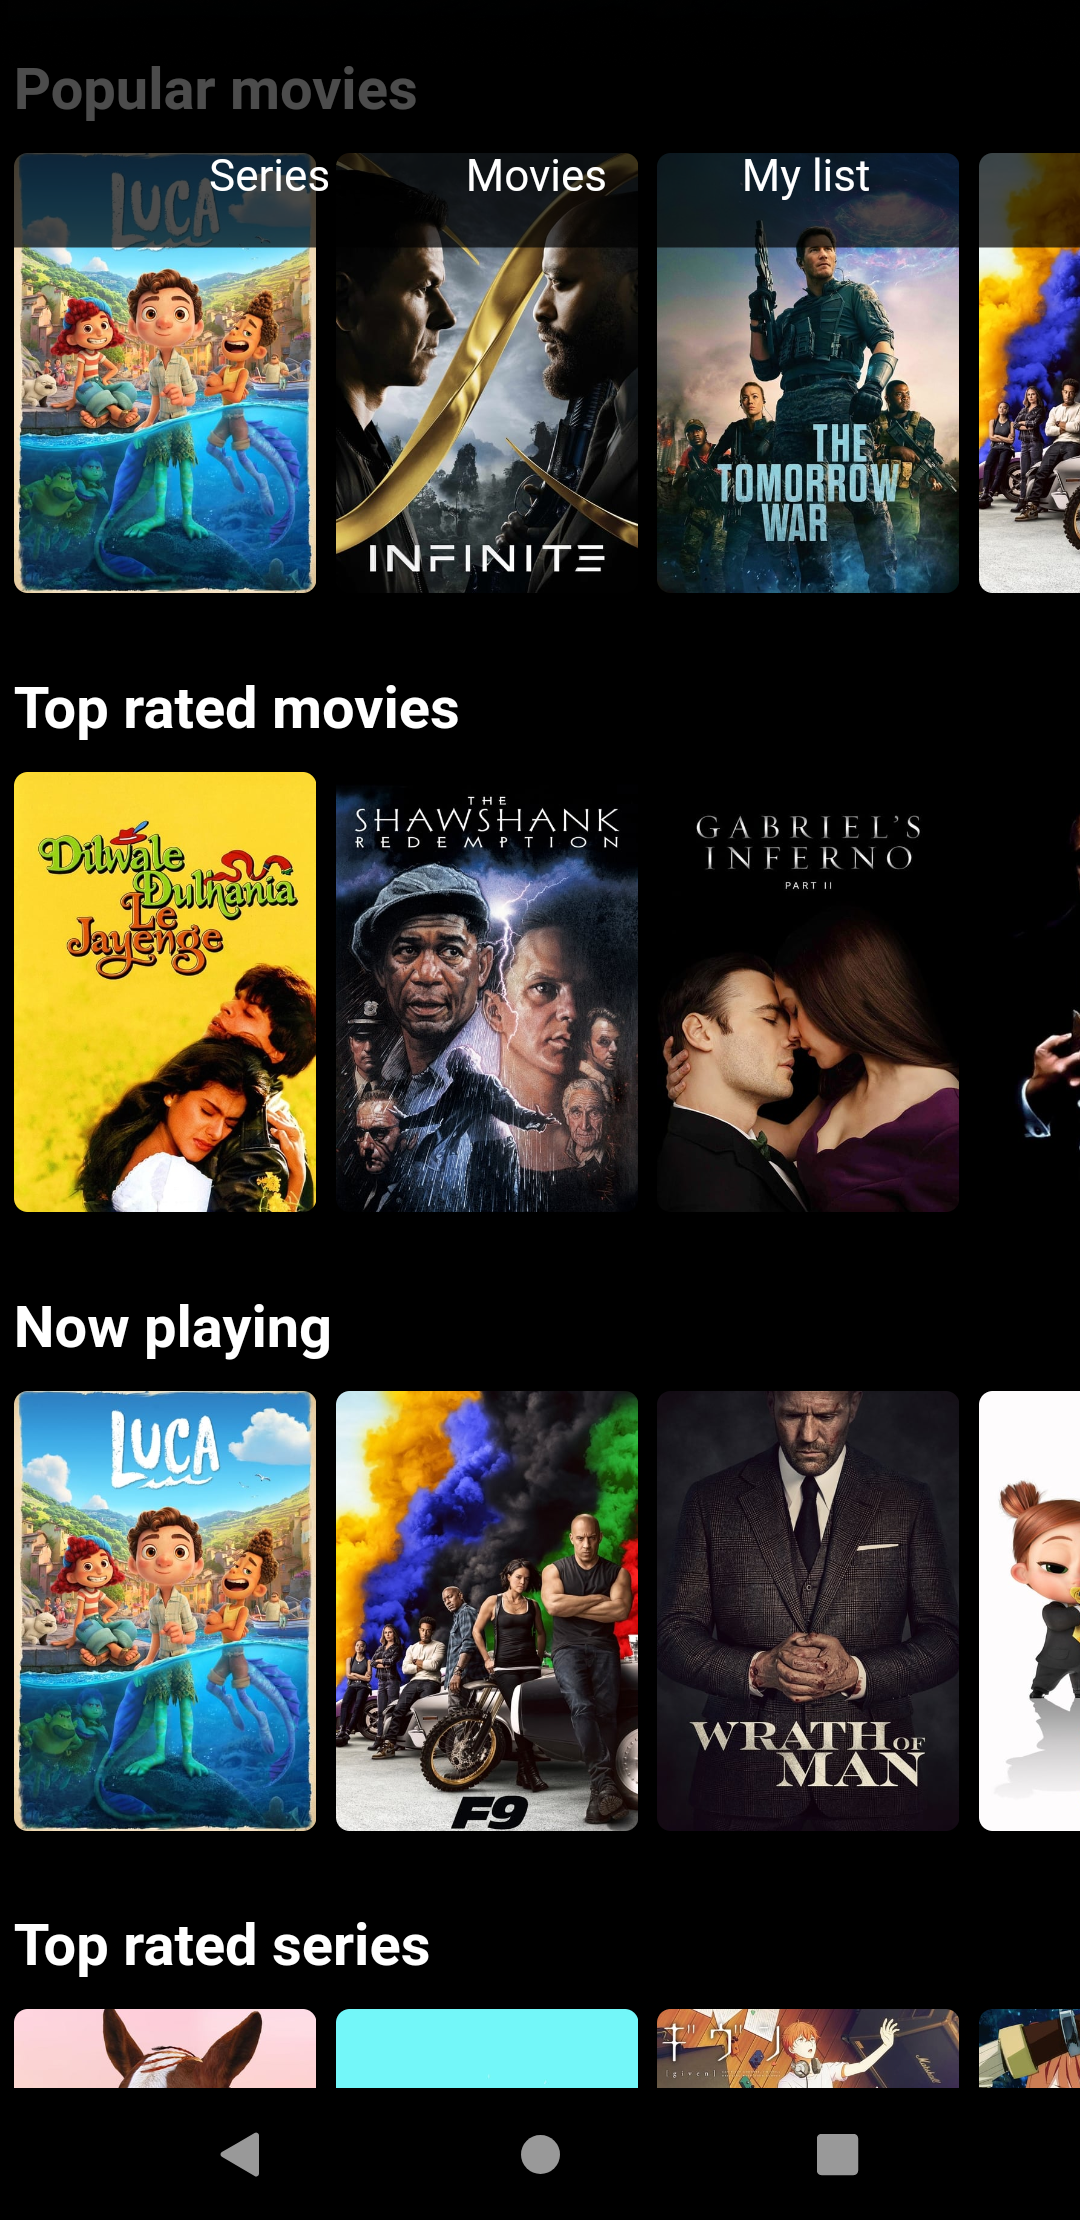 Popular movies
Series Movies My list
LUCA
INFINITE
THE
TOMORROW
WAR
Top rated movies
Dilwale
Dulhania
Le
Jayenge
THE
SHAWSHANK
REDEMPTION
GABRIEL'S
INFERNO
PART II
Now playing
LUCA
F9
WRATH OF
MAN
Top rated series
ギヴン
[given]
Marshall